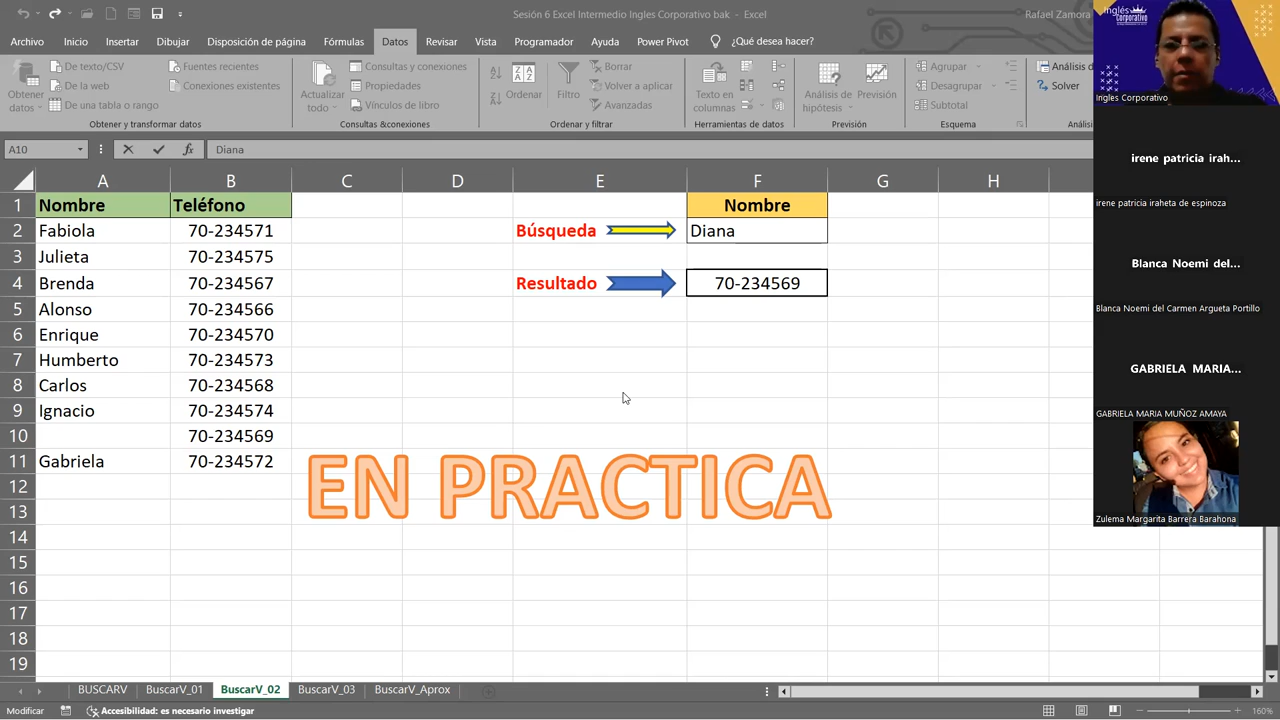 Sesión 6 Excel Intermedio Ingles Corporativo bak - Excel
Rafael Zamora
Archivo Inicio Insertar Dibujar Disposición de página Fórmulas Datos Revisar Vista Programador Ayuda Power Pivot ¿Qué desea hacer?
Obtener datos
De texto/CSV
De la web
De una tabla o rango
Fuentes recientes
Conexiones existentes
Obtener y transformar datos
Actualizar todo
Consultas y conexiones
Propiedades
Vínculos de libro
Consultas &conexiones
Ordenar
Filtro
Borrar
Volver a aplicar
Avanzadas
Ordenar y filtrar
Texto en columnas
Herramientas de datos
Análisis de hipótesis
Previsión
Previsión
Agrupar
Desagrupar
Subtotal
Esquema
Análisis de
Solver
Análisis
A10 fx Diana
A B C D E F G H
1 Nombre Teléfono Nombre
2 Fabiola 70-234571 Búsqueda Diana
3 Julieta 70-234575
4 Brenda 70-234567 Resultado 70-234569
5 Alonso 70-234566
6 Enrique 70-234570
7 Humberto 70-234573
8 Carlos 70-234568
9 Ignacio 70-234574
10 70-234569
11 Gabriela 70-234572
12
13
14
15
16
17
18
19
EN PRACTICA
BUSCARV BuscarV_01 BuscarV_02 BuscarV_03 BuscarV_Aprox
Modificar Accesibilidad: es necesario investigar 160%
Inglés Corporativo
Ingles Corporativo
irene patricia irah...
irene patricia iraheta de espinoza
Blanca Noemi del...
Blanca Noemi del Carmen Argueta Portillo
GABRIELA MARIA...
GABRIELA MARIA MUÑOZ AMAYA
Zulema Margarita Barrera Barahona